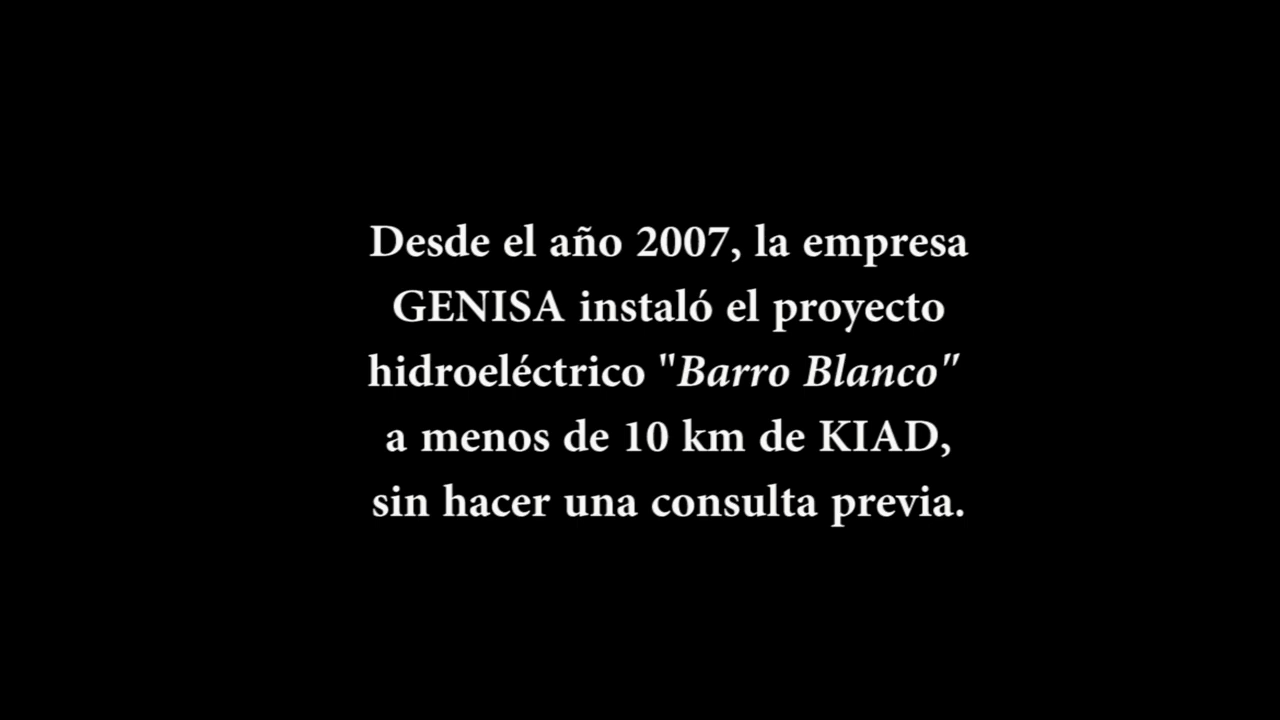 Desde el año 2007, la empresa
GENISA instaló el proyecto
hidroeléctrico "Barro Blanco"
a menos de 10 km de KIAD,
sin hacer una consulta previa.